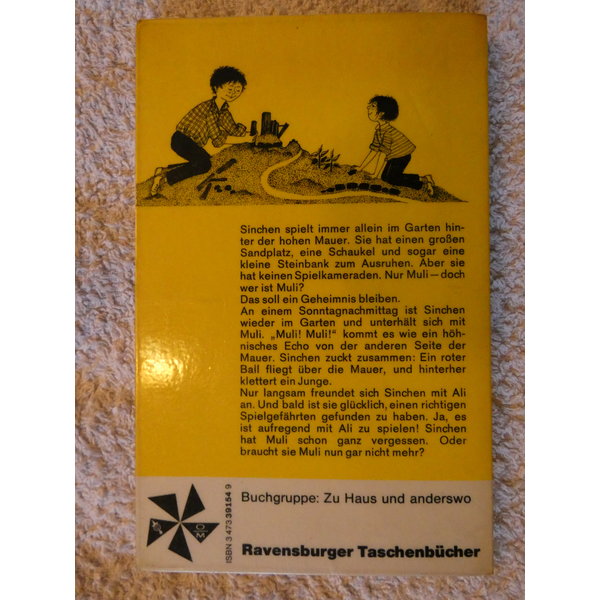 Sinchen spielt immer allein im Garten hin-
ter der hohen Mauer. Sie hat einen großen
Sandplatz, eine Schaukel und sogar eine
kleine Steinbank zum Ausruhen. Aber sie
hat keinen Spielkameraden. Nur Muli – doch
wer ist Muli?
Das soll ein Geheimnis bleiben.
An einem Sonntagnachmittag ist Sinchen
wieder im Garten und unterhält sich mit
Muli. „Muli! Muli!“ kommt es wie ein höh-
nisches Echo von der anderen Seite der
Mauer. Sinchen zuckt zusammen: Ein roter
Ball fliegt über die Mauer, und hinterher
klettert ein Junge.
Nur langsam freundet sich Sinchen mit Ali
an. Und bald ist sie glücklich, einen richtigen
Spielgefährten gefunden zu haben. Ja, es
ist aufregend mit Ali zu spielen! Sinchen
hat Muli schon ganz vergessen. Oder
braucht sie Muli nun gar nicht mehr?
ISBN 3 473 39154 9
Buchgruppe: Zu Haus und anderswo
O
M
Ravensburger Taschenbücher